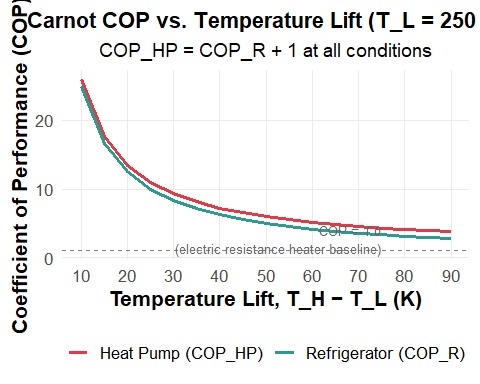 Carnot COP vs. Temperature Lift (T_L = 250
COP_HP = COP_R + 1 at all conditions
Coefficient of Performance (COP)
20
10
0
COP = 1.0
(electric resistance heater baseline)
10 20 30 40 50 60 70 80 90
Temperature Lift, T_H − T_L (K)
Heat Pump (COP_HP) Refrigerator (COP_R)